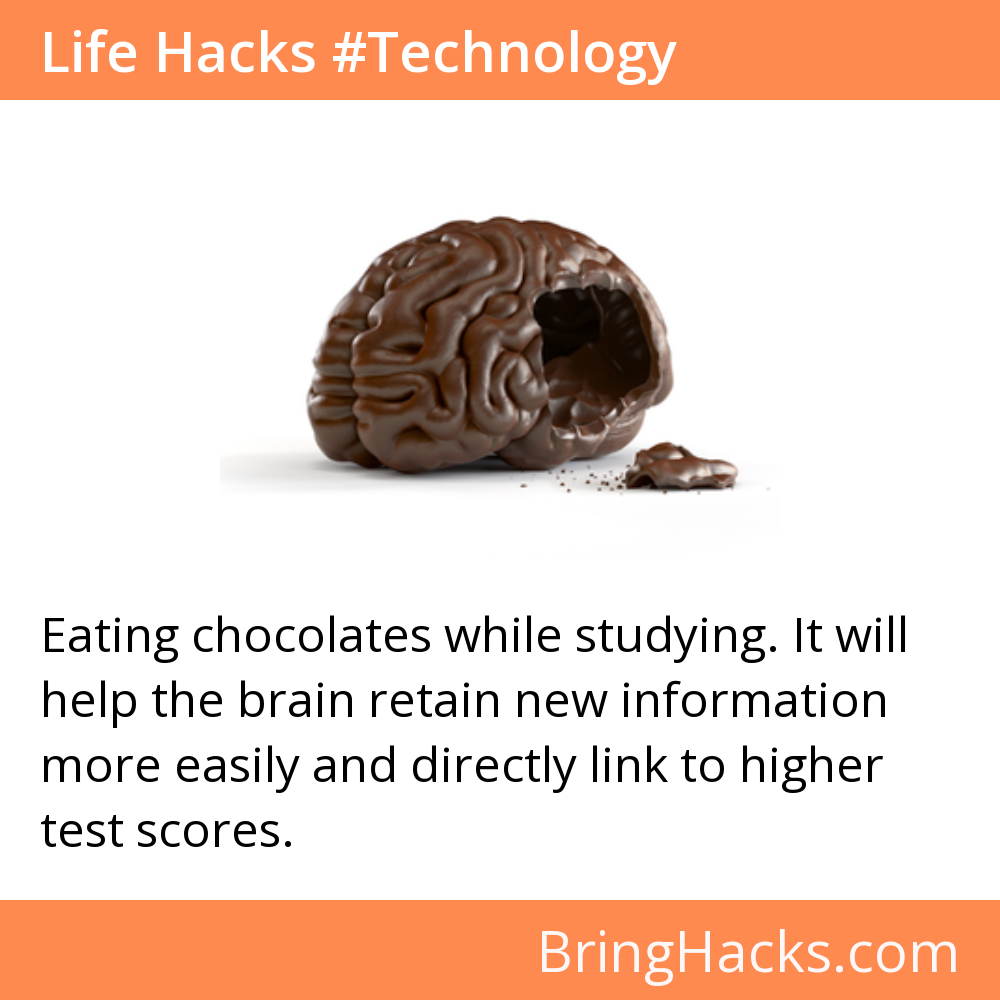 Life Hacks #Technology
Eating chocolates while studying. It will
help the brain retain new information
more easily and directly link to higher
test scores.
BringHacks.com